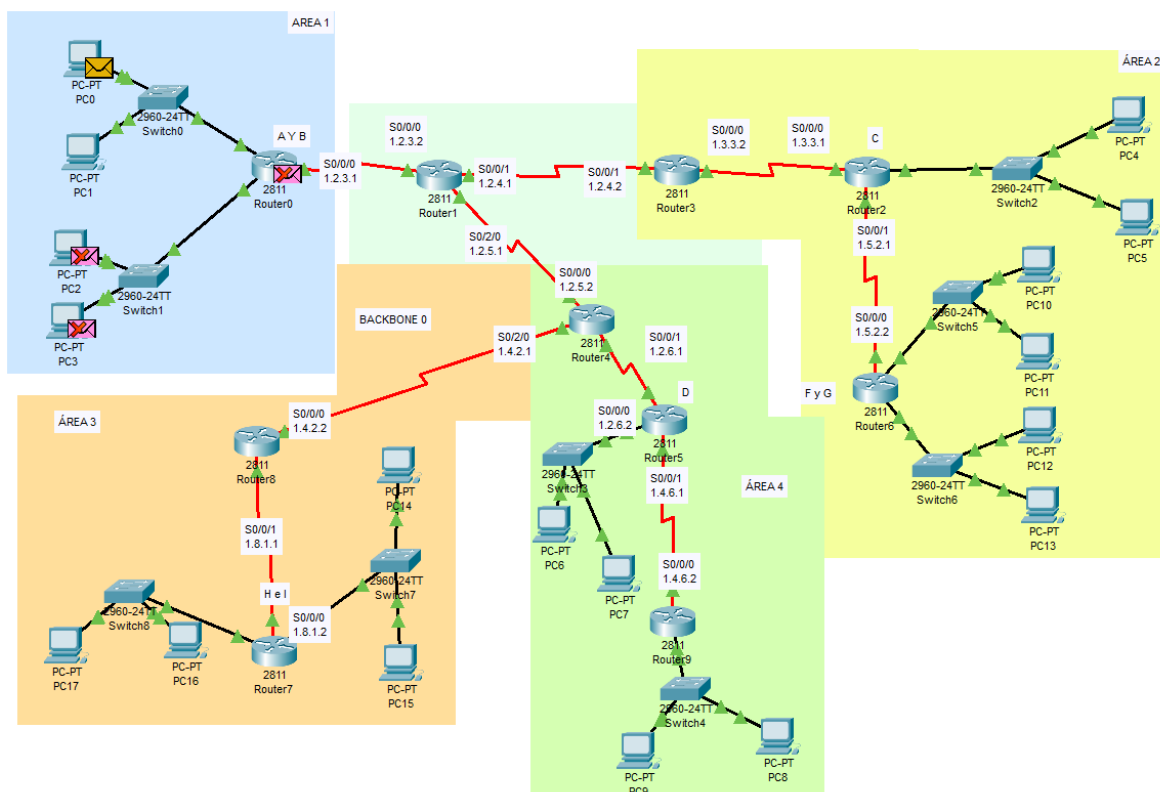 AREA 1
PC-PT
PC0
2960-24TT
Switch0
PC-PT
PC1
A Y B
2811
Router0
S0/0/0
1.2.3.1
PC-PT
PC2
2960-24TT
Switch1
PC-PT
PC3
S0/0/0
1.2.3.2
2811
Router1
S0/0/1
1.2.4.1
S0/0/1
1.2.4.2
S0/2/0
1.2.5.1
ÁREA 2
S0/0/0
1.3.3.2
2811
Router3
S0/0/0
1.3.3.1
C
2811
Router2
PC-PT
PC4
2960-24TT
Switch2
PC-PT
PC5
S0/0/1
1.5.2.1
S0/0/0
1.5.2.2
F y G
2811
Router6
PC-PT
PC10
2960-24TT
Switch5
PC-PT
PC11
PC-PT
PC12
2960-24TT
Switch6
PC-PT
PC13
BACKBONE 0
S0/0/0
1.2.5.2
S0/2/0
1.4.2.1
2811
Router4
S0/0/1
1.2.6.1
D
S0/0/0
1.2.6.2
2811
Router5
2960-24TT
Switch3
PC-PT
PC6
PC-PT
PC7
S0/0/1
1.4.6.1
ÁREA 4
S0/0/0
1.4.6.2
2811
Router9
2960-24TT
Switch4
PC-PT
PC9
PC-PT
PC8
ÁREA 3
S0/0/0
1.4.2.2
2811
Router8
S0/0/1
1.8.1.1
PC-PT
PC14
2960-24TT
Switch7
H e I
S0/0/0
1.8.1.2
2960-24TT
Switch8
PC-PT
PC17
PC-PT
PC16
2811
Router7
PC-PT
PC15